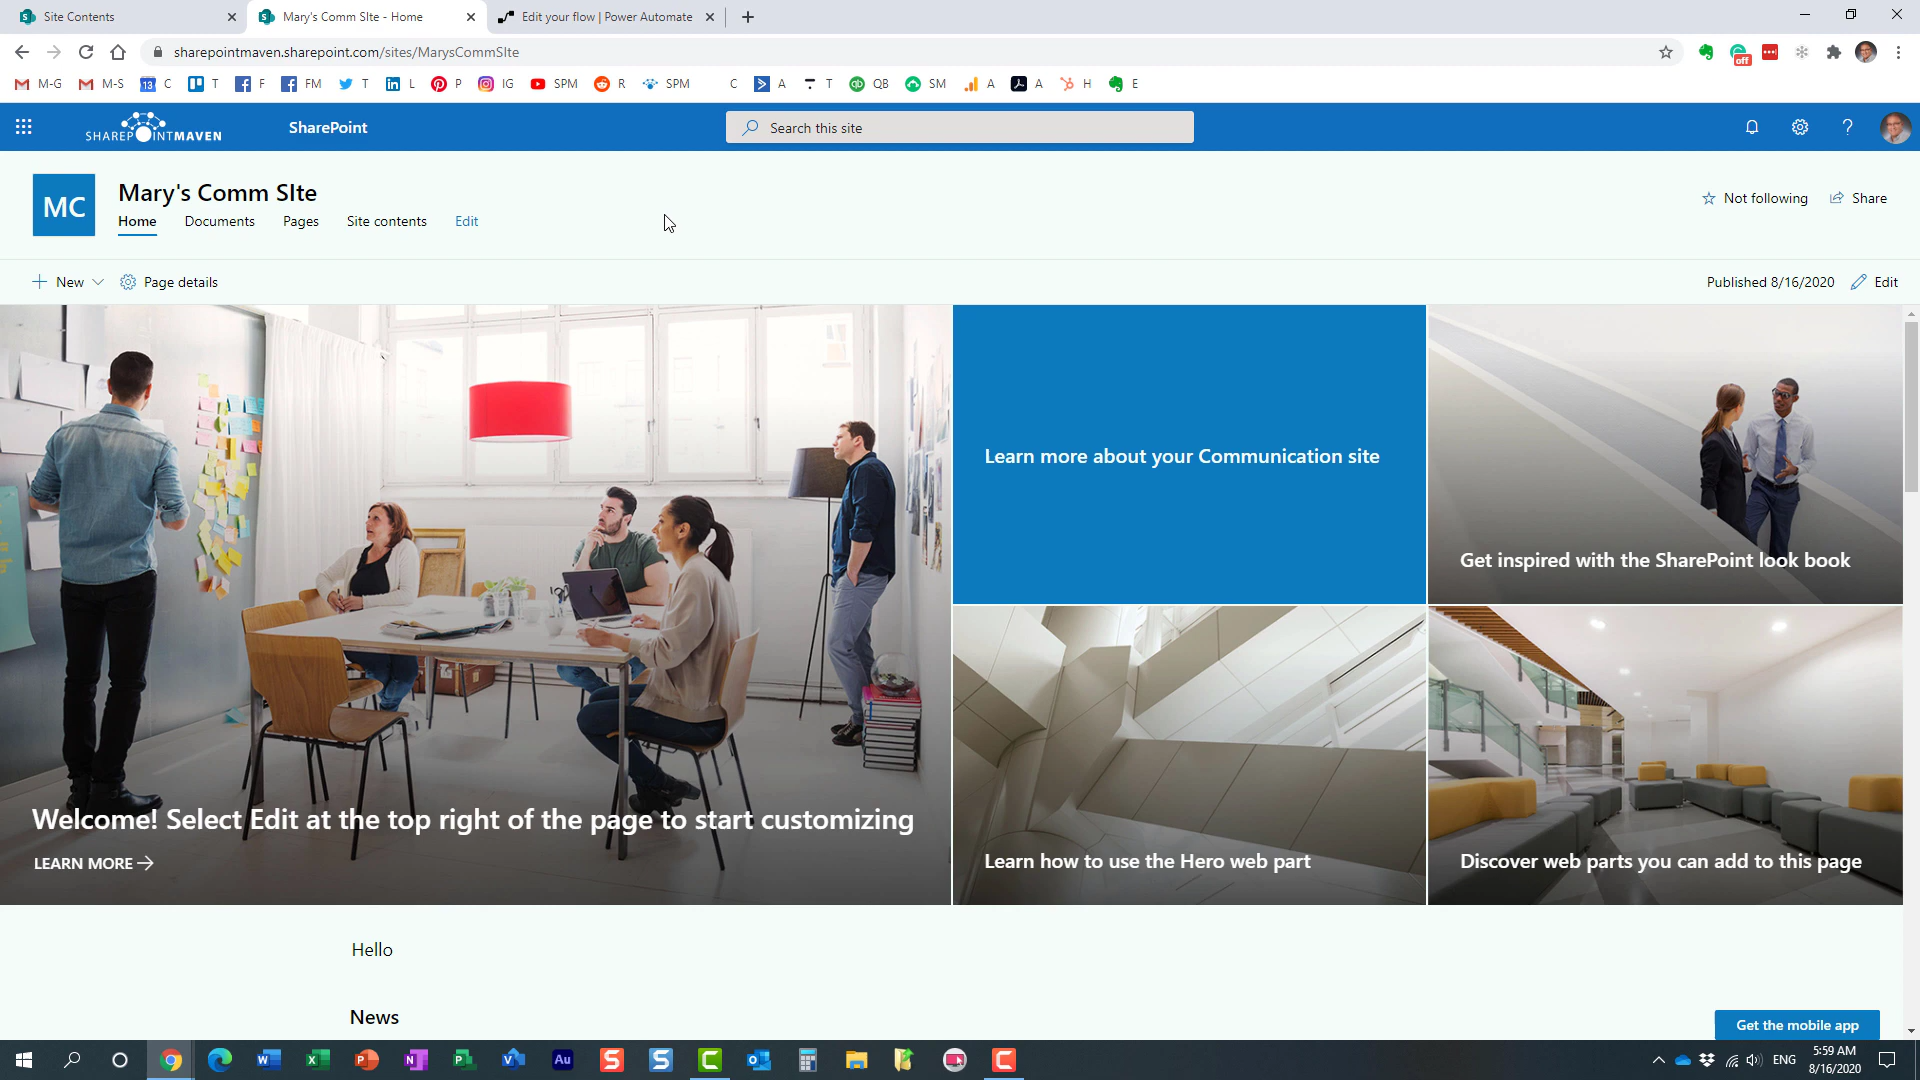 Site Contents
Mary's Comm SIte - Home
Edit your flow | Power Automate
sharepointmaven.sharepoint.com/sites/MarysCommSIte
off
M-G
M-S
13
C
T
F
FM
T
L
P
IG
SPM
R
SPM
C
A
T
QB
SM
A
A
H
E
SHAREPOINTMAVEN
SharePoint
Search this site
MC
Mary's Comm SIte
Home
Documents
Pages
Site contents
Edit
Not following
Share
New
Page details
Published 8/16/2020
Edit
Welcome! Select Edit at the top right of the page to start customizing
LEARN MORE →
Learn more about your Communication site
Get inspired with the SharePoint look book
Learn how to use the Hero web part
Discover web parts you can add to this page
Hello
News
Get the mobile app
ENG
5:59 AM
8/16/2020